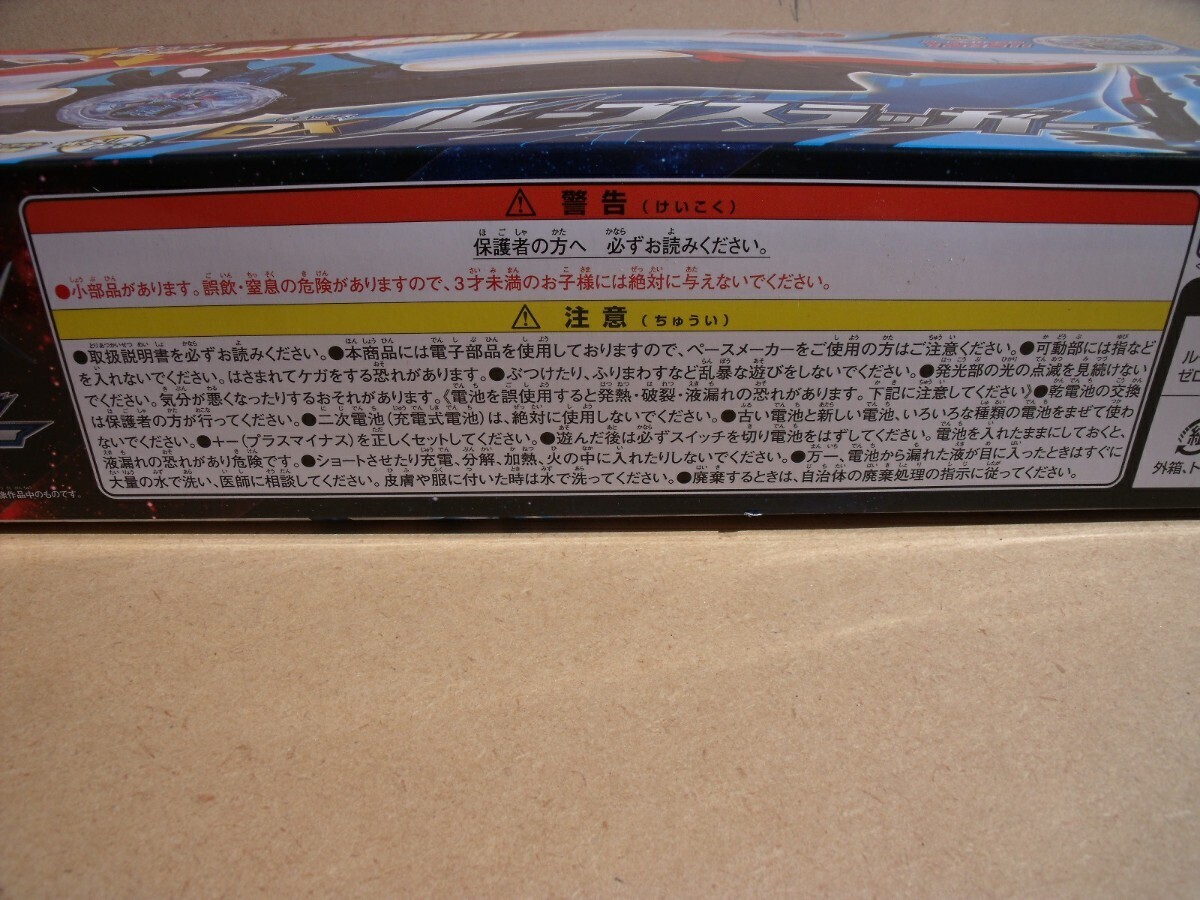 DX ルーブスラッガー
警告(けいこく)
保護者の方へ 必ずお読みください。
●小部品があります。誤飲・窒息の危険がありますので、3才未満のお子様には絶対に与えないでください。
注意(ちゅうい)
●取扱説明書を必ずお読みください。●本商品には電子部品を使用しておりますので、ペースメーカーをご使用の方はご注意ください。●可動部には指など
を入れないでください。はさまれてケガをする恐れがあります。●ぶつけたり、ふりまわすなど乱暴な遊びをしないでください。●発光部の光の点滅を見続けない
でください。気分が悪くなったりするおそれがあります。《電池を誤使用すると発熱・破裂・液漏れの恐れがあります。下記に注意してください》●乾電池の交換
は保護者の方が行ってください。●二次電池(充電式電池)は、絶対に使用しないでください。●古い電池と新しい電池、いろいろな種類の電池をまぜて使わ
ないでください。●+−(プラスマイナス)を正しくセットしてください。●遊んだ後は必ずスイッチを切り電池をはずしてください。電池を入れたままにしておくと、
液漏れの恐れがあり危険です。●ショートさせたり充電、分解、加熱、火の中に入れたりしないでください。●万一、電池から漏れた液が目に入ったときはすぐに
大量の水で洗い、医師に相談してください。皮膚や服に付いた時は水で洗ってください。●廃棄するときは、自治体の廃棄処理の指示に従ってください。
作品中のものです。
ル
ゼロ
外箱、ト